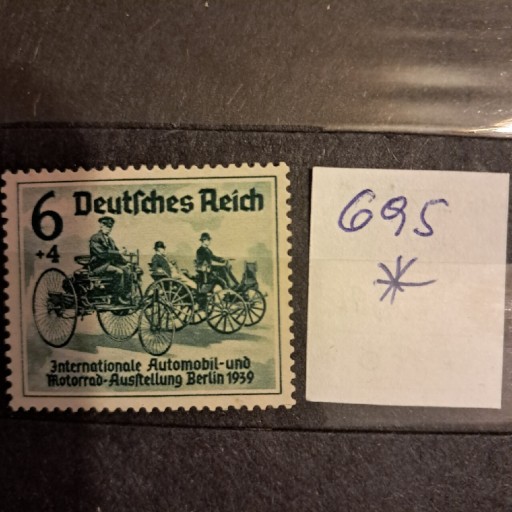 6 Deutsches Reich
+4
Internationale Automobil-und
Motorrad-Ausstellung Berlin 1939
695
*